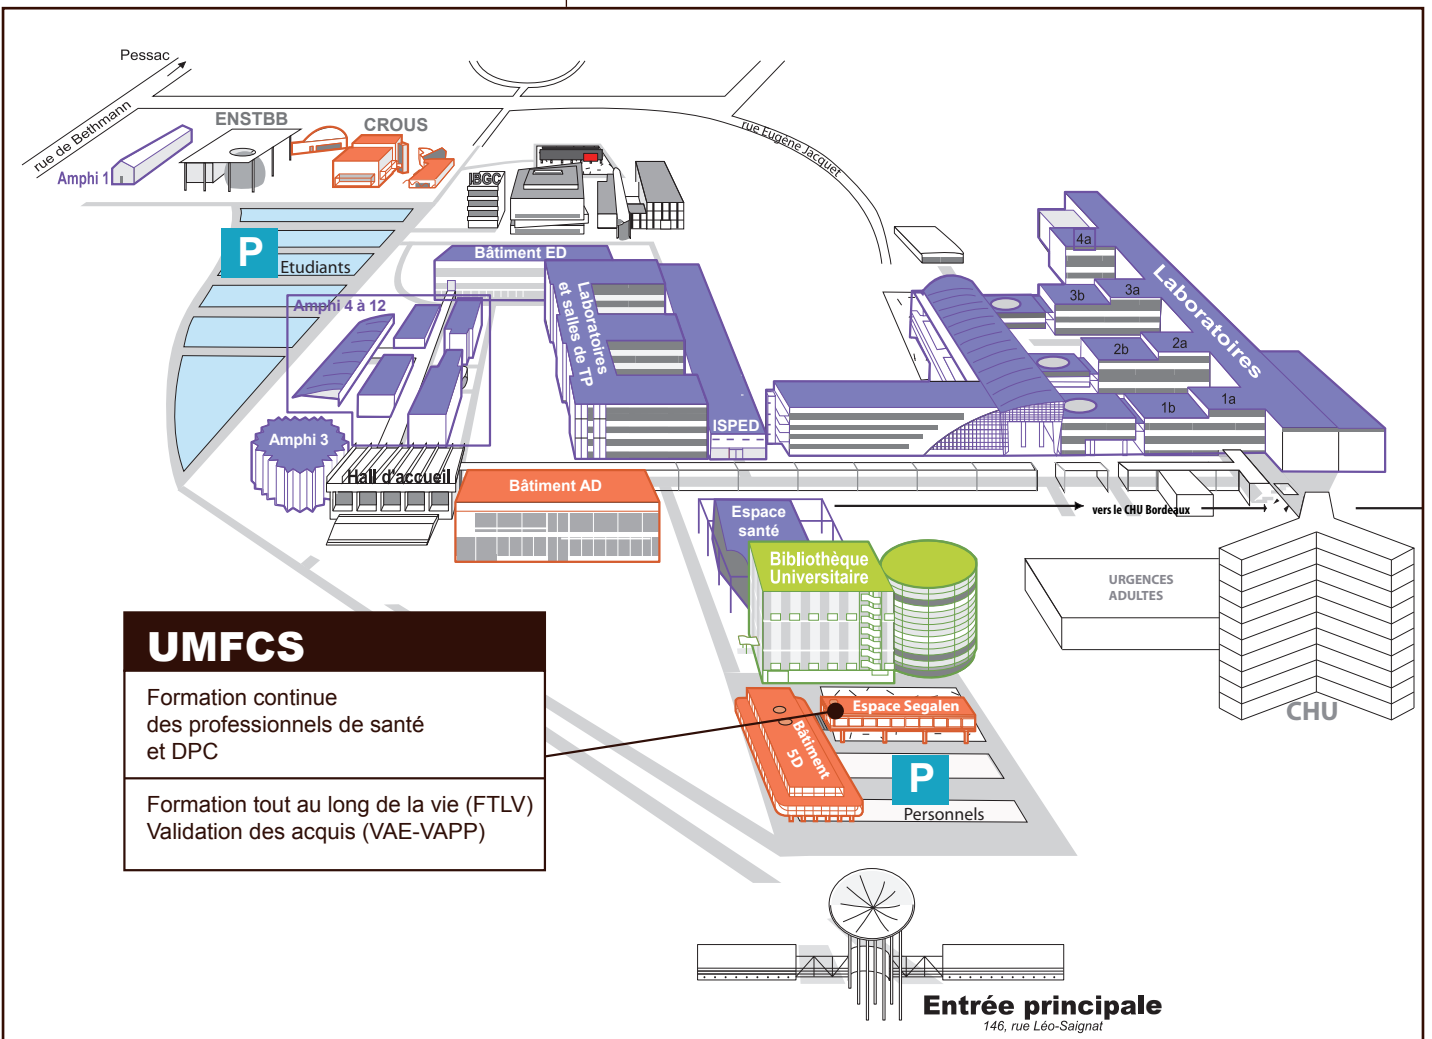 Pessac
rue de Bethmann
ENSTBB
CROUS
rue Eugène Jacquet
Amphi 1
IBGC
P
Etudiants
Bâtiment ED
Amphi 4 à 12
Laboratoires
et salles de TP
4a
3b
3a
2b
2a
1b
1a
Laboratoires
Amphi 3
ISPED
Hall d'accueil
Bâtiment AD
Espace
santé
vers le CHU Bordeaux
Bibliothèque
Universitaire
URGENCES
ADULTES
CHU
UMFCS
Formation continue
des professionnels de santé
et DPC
Formation tout au long de la vie (FTLV)
Validation des acquis (VAE-VAPP)
Espace Segalen
Bâtiment
5D
P
Personnels
Entrée principale
146, rue Léo-Saignat